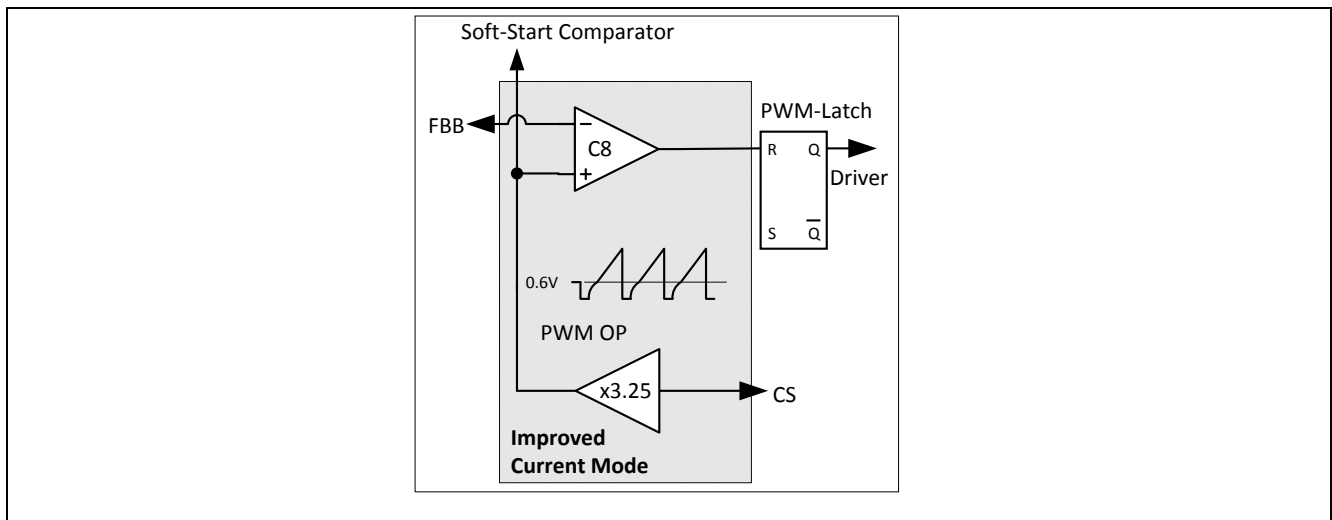 Soft-Start Comparator
FBB
−
C8
+
PWM-Latch
R
Q
Driver
S
Q̅
0.6V
PWM OP
x3.25
CS
Improved
Current Mode